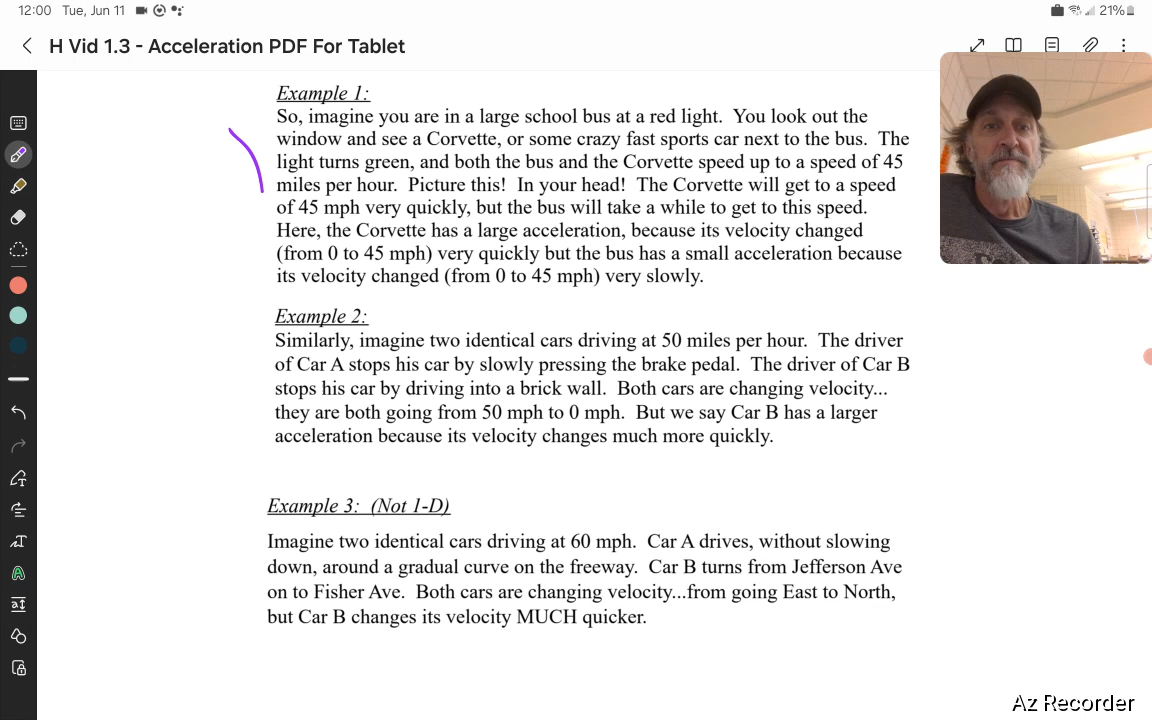 12:00 Tue, Jun 11
21%
H Vid 1.3 - Acceleration PDF For Tablet
Example 1:
So, imagine you are in a large school bus at a red light. You look out the
window and see a Corvette, or some crazy fast sports car next to the bus. The
light turns green, and both the bus and the Corvette speed up to a speed of 45
miles per hour. Picture this! In your head! The Corvette will get to a speed
of 45 mph very quickly, but the bus will take a while to get to this speed.
Here, the Corvette has a large acceleration, because its velocity changed
(from 0 to 45 mph) very quickly but the bus has a small acceleration because
its velocity changed (from 0 to 45 mph) very slowly.
Example 2:
Similarly, imagine two identical cars driving at 50 miles per hour. The driver
of Car A stops his car by slowly pressing the brake pedal. The driver of Car B
stops his car by driving into a brick wall. Both cars are changing velocity...
they are both going from 50 mph to 0 mph. But we say Car B has a larger
acceleration because its velocity changes much more quickly.
Example 3: (Not 1-D)
Imagine two identical cars driving at 60 mph. Car A drives, without slowing
down, around a gradual curve on the freeway. Car B turns from Jefferson Ave
on to Fisher Ave. Both cars are changing velocity...from going East to North,
but Car B changes its velocity MUCH quicker.
Az Recorder